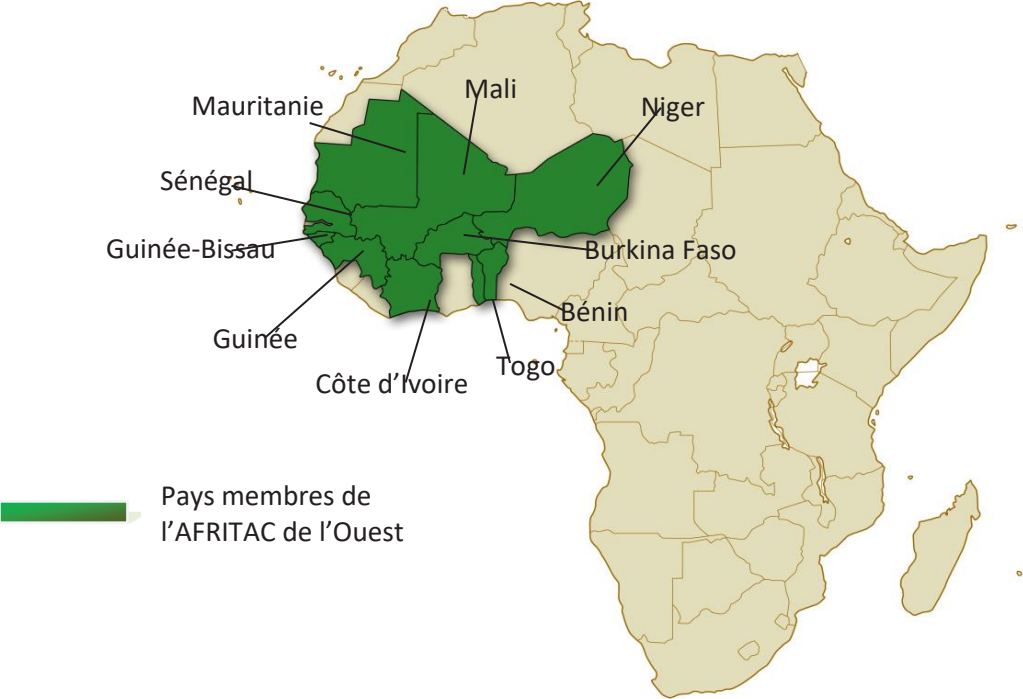 Mali
Mauritanie
Niger
Sénégal
Guinée-Bissau
Burkina Faso
Bénin
Guinée
Togo
Côte d’Ivoire
Pays membres de
l’AFRITAC de l’Ouest